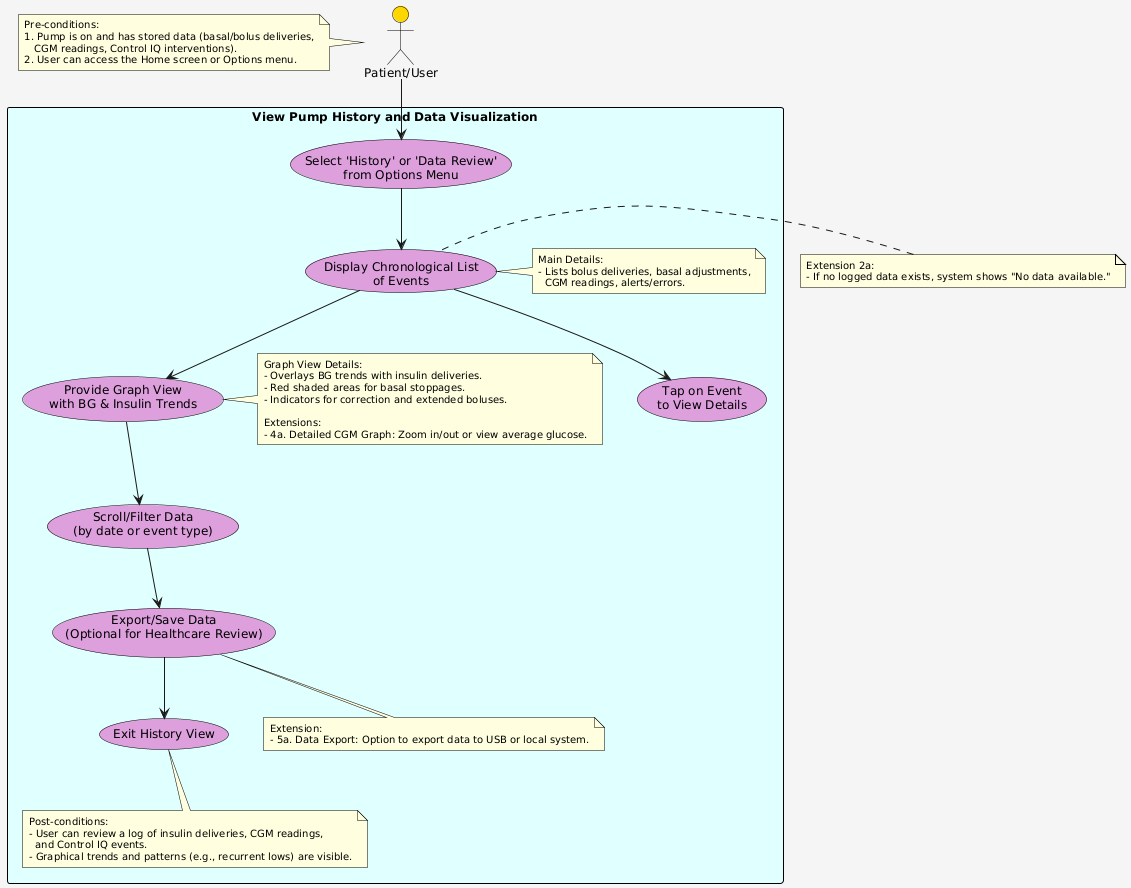 Pre-conditions:
1. Pump is on and has stored data (basal/bolus deliveries,
CGM readings, Control IQ interventions).
2. User can access the Home screen or Options menu.
Patient/User
View Pump History and Data Visualization
Select 'History' or 'Data Review'
from Options Menu
Display Chronological List
of Events
Main Details:
- Lists bolus deliveries, basal adjustments,
CGM readings, alerts/errors.
Extension 2a:
- If no logged data exists, system shows "No data available."
Provide Graph View
with BG & Insulin Trends
Graph View Details:
- Overlays BG trends with insulin deliveries.
- Red shaded areas for basal stoppages.
- Indicators for correction and extended boluses.
Extensions:
- 4a. Detailed CGM Graph: Zoom in/out or view average glucose.
Tap on Event
to View Details
Scroll/Filter Data
(by date or event type)
Export/Save Data
(Optional for Healthcare Review)
Exit History View
Extension:
- 5a. Data Export: Option to export data to USB or local system.
Post-conditions:
- User can review a log of insulin deliveries, CGM readings,
and Control IQ events.
- Graphical trends and patterns (e.g., recurrent lows) are visible.